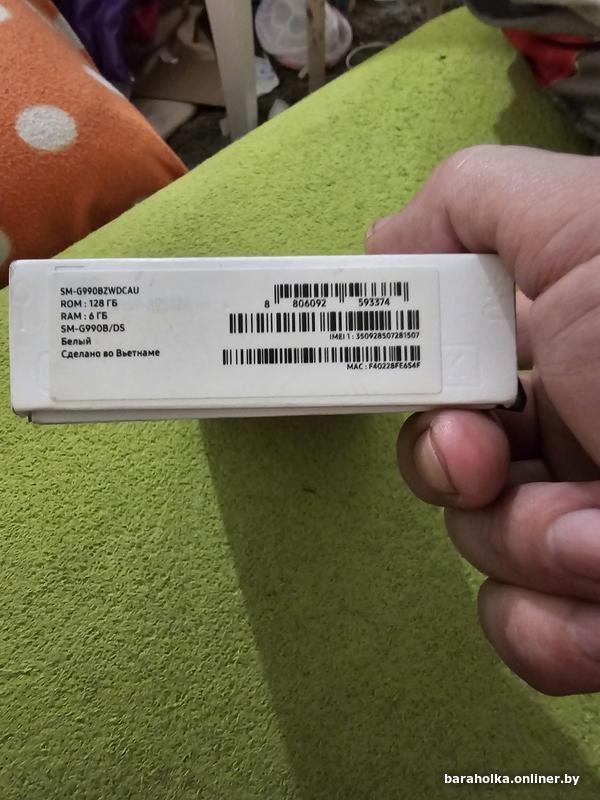 SM-G990BZWDCAU
ROM : 128 ГБ
RAM : 6 ГБ
SM-G990B/DS
Белый
Сделано во Вьетнаме
8 806092 593374
IMEI 1 : 350928507281507
MAC : F40228FE654F
baraholka.onliner.by